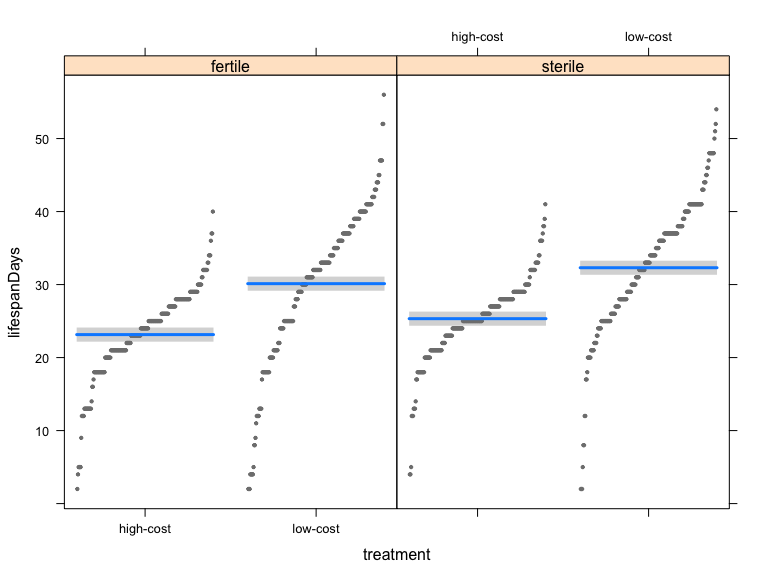 high-cost low-cost
fertile sterile
50
40
30
20
10
lifespanDays
high-cost low-cost
treatment